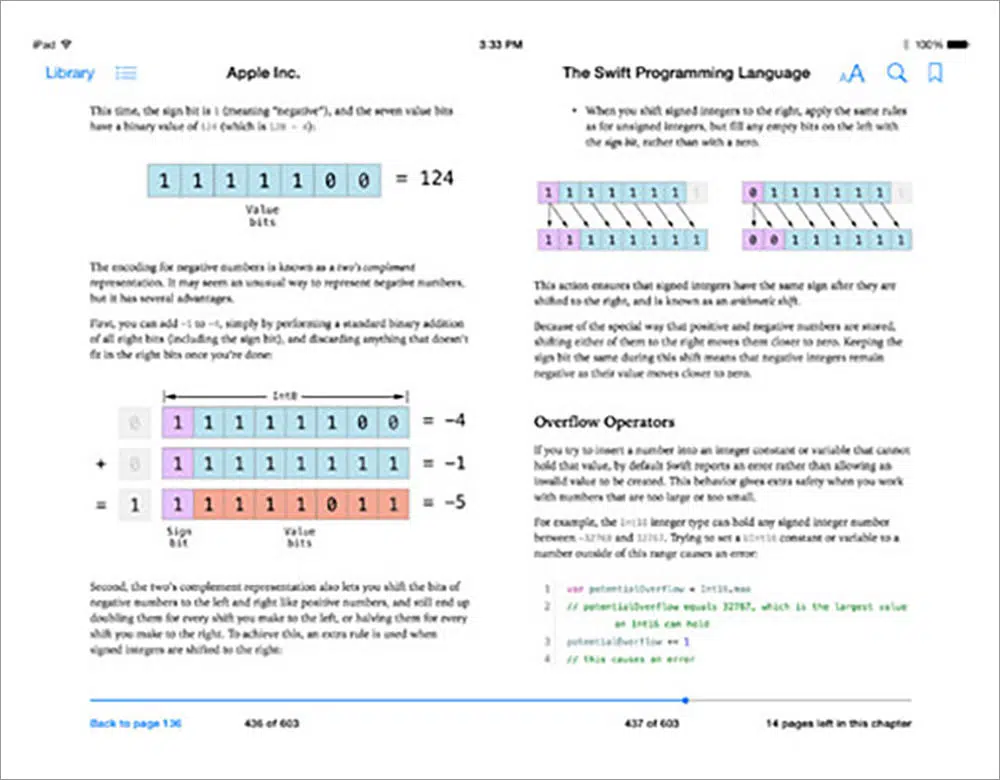 iPad
3:33 PM
100%
Library
Apple Inc.
The Swift Programming Language
AA
This time, the sign bit is 1 (meaning "negative"), and the seven value bits
have a binary value of 124 (which is 128 - 4):
1 1 1 1 1 0 0 = 124
Value
bits
The encoding for negative numbers is known as a two's complement
representation. It may seem an unusual way to represent negative numbers,
but it has several advantages.
First, you can add -1 to -4, simply by performing a standard binary addition
of all eight bits (including the sign bit), and discarding anything that doesn't
fit in the eight bits once you're done:
Int8
0 1 1 1 1 1 1 0 0 = -4
+ 0 1 1 1 1 1 1 1 1 = -1
= 1 1 1 1 1 1 0 1 1 = -5
Sign
bit
Value
bits
Second, the two's complement representation also lets you shift the bits of
negative numbers to the left and right like positive numbers, and still end up
doubling them for every shift you make to the left, or halving them for every
shift you make to the right. To achieve this, an extra rule is used when
signed integers are shifted to the right:
• When you shift signed integers to the right, apply the same rules
as for unsigned integers, but fill any empty bits on the left with
the sign bit, rather than with a zero.
1 1 1 1 1 1 1 1
1 1 1 1 1 1 1 1
0 1 1 1 1 1 1 1
0 0 1 1 1 1 1 1
This action ensures that signed integers have the same sign after they are
shifted to the right, and is known as an arithmetic shift.
Because of the special way that positive and negative numbers are stored,
shifting either of them to the right moves them closer to zero. Keeping the
sign bit the same during this shift means that negative integers remain
negative as their value moves closer to zero.
Overflow Operators
If you try to insert a number into an integer constant or variable that cannot
hold that value, by default Swift reports an error rather than allowing an
invalid value to be created. This behavior gives extra safety when you work
with numbers that are too large or too small.
For example, the Int16 integer type can hold any signed integer number
between -32768 and 32767. Trying to set a UInt16 constant or variable to a
number outside of this range causes an error:
1 var potentialOverflow = Int16.max
2 // potentialOverflow equals 32767, which is the largest value
an Int16 can hold
3 potentialOverflow += 1
4 // this causes an error
Back to page 136
436 of 603
437 of 603
14 pages left in this chapter